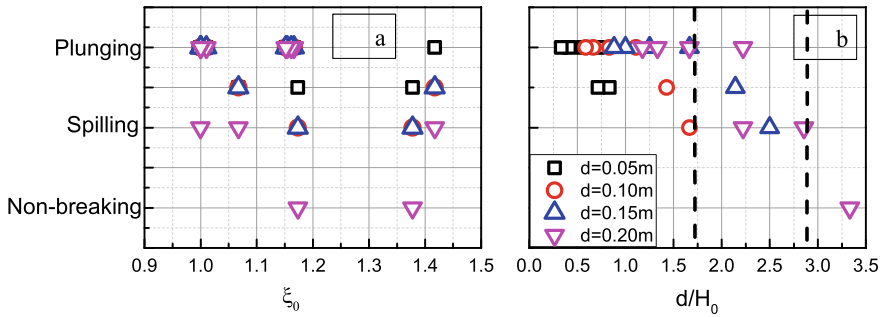 Plunging
Spilling
Non-breaking
a
0.9 1.0 1.1 1.2 1.3 1.4 1.5
ξ₀
b
d=0.05m
d=0.10m
d=0.15m
d=0.20m
0.0 0.5 1.0 1.5 2.0 2.5 3.0 3.5
d/H₀